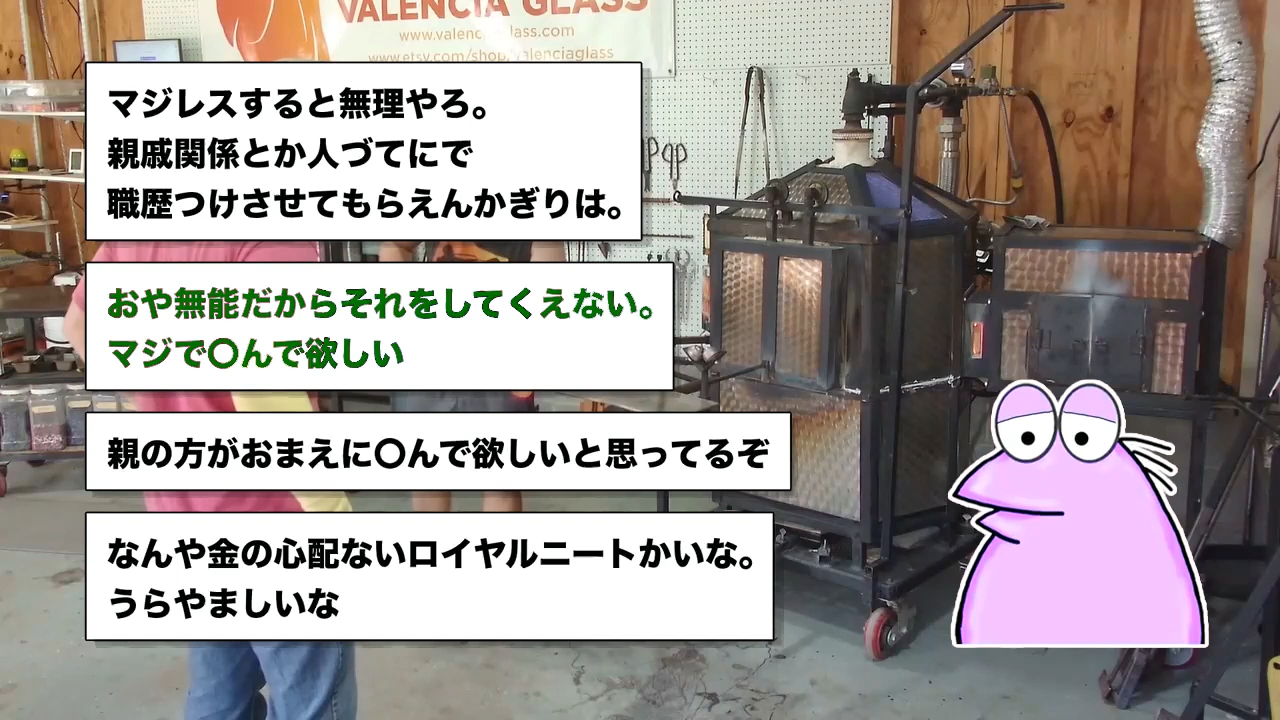 VALENCIA GLASS
www.valenciaglass.com
www.etsy.com/shop/valenciaglass
マジレスすると無理やろ。
親戚関係とか人づてにで
職歴つけさせてもらえんかぎりは。
おや無能だからそれをしてくえない。
マジで〇んで欲しい
親の方がおまえに〇んで欲しいと思ってるぞ
なんや金の心配ないロイヤルニートかいな。
うらやましいな